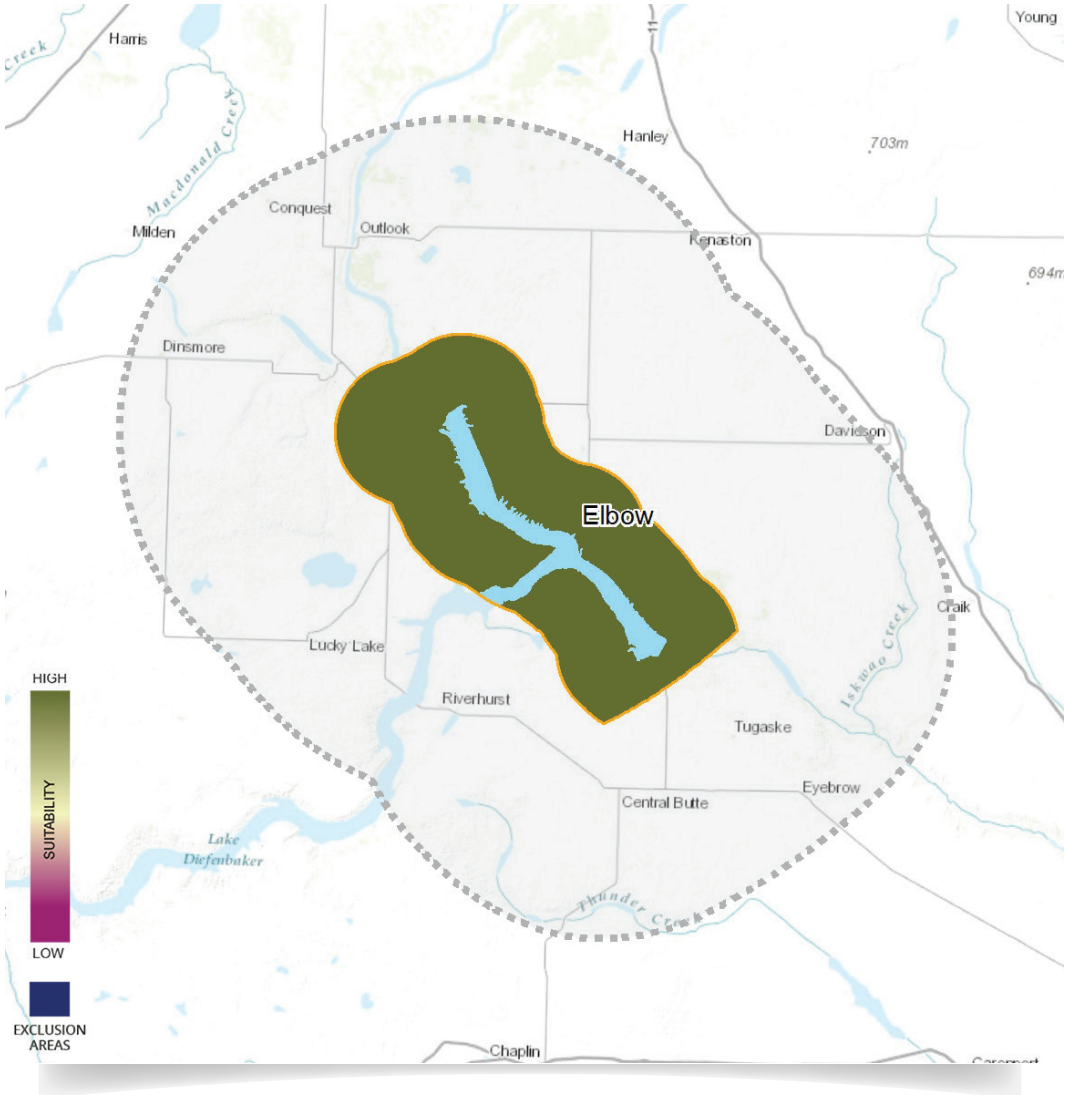 Young
Harris
Creek
11
Hanley
703m
Macdonald Creek
Conquest
Outlook
Milden
Kenaston
694m
Dinsmore
Davidson
Elbow
Craik
Iskwao Creek
Lucky Lake
HIGH
Riverhurst
Tugaske
Eyebrow
Central Butte
SUITABILITY
Lake
Diefenbaker
Thunder Creek
LOW
EXCLUSION
AREAS
Chaplin